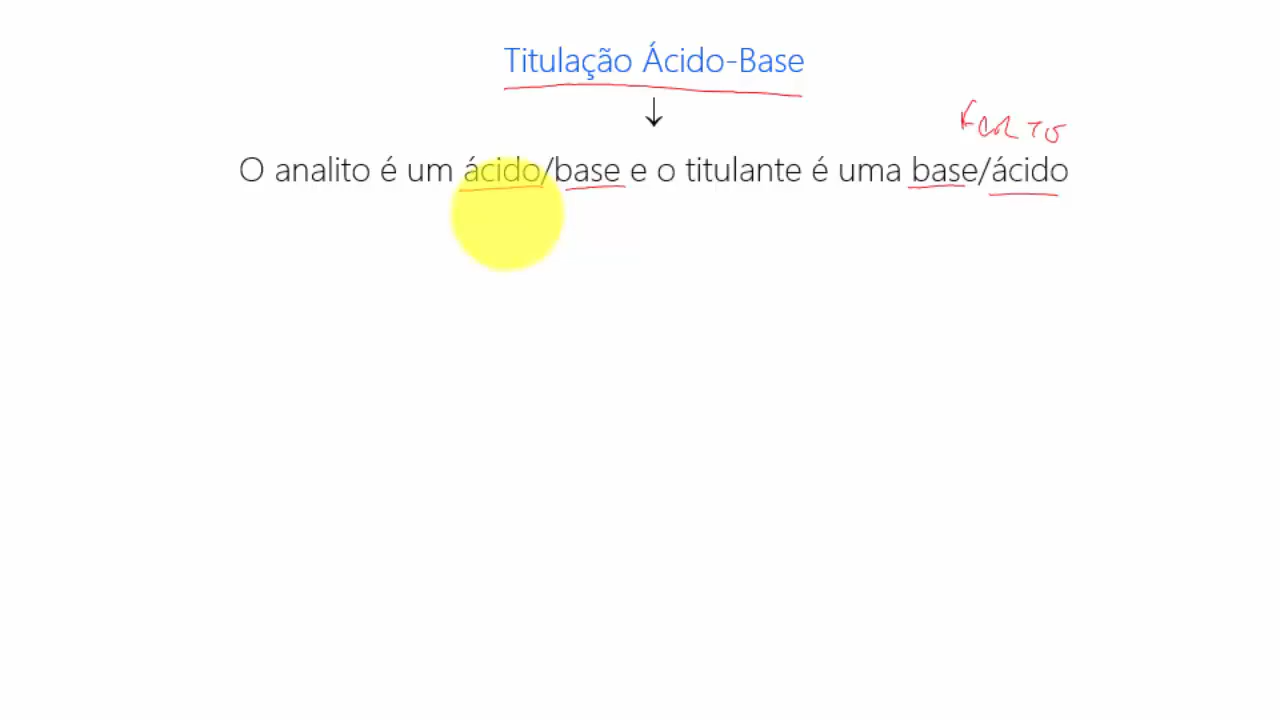 Titulação Ácido-Base
↓
Forte
O analito é um ácido/base e o titulante é uma base/ácido